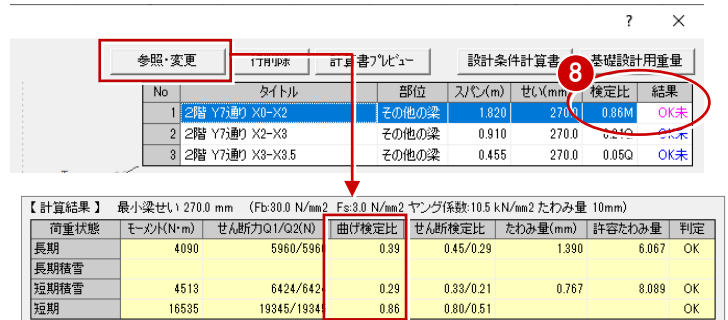 ? ×
参照・変更 行削除 計算書プレビュー 設計条件計算書 基礎設計用重量
8
No タイトル 部位 スパン(m) せい(mm) 検定比 結果
1 2階 Y7通り X0-X2 その他の梁 1.820 270.0 0.86M OK未
2 2階 Y7通り X2-X3 その他の梁 0.910 270.0 0.21Q OK未
3 2階 Y7通り X3-X3.5 その他の梁 0.455 270.0 0.05Q OK未
【計算結果】 最小梁せい 270.0 mm (Fb:30.0 N/mm2 Fs:3.0 N/mm2 ヤング係数:10.5 kN/mm2 たわみ量 10mm)
荷重状態 モーメント(N・m) せん断力Q1/Q2(N) 曲げ検定比 せん断検定比 たわみ量(mm) 許容たわみ量 判定
長期 4090 5960/5960 0.39 0.45/0.29 1.390 6.067 OK
長期積雪
短期積雪 4513 6424/6424 0.29 0.33/0.21 0.767 8.089 OK
短期 16535 19345/19345 0.86 0.80/0.51 OK